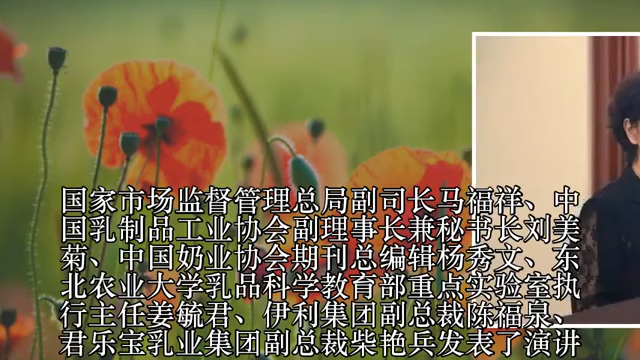 国家市场监督管理总局副司长马福祥、中
国乳制品工业协会副理事长兼秘书长刘美
菊、中国奶业协会期刊总编辑杨秀文、东
北农业大学乳品科学教育部重点实验室执
行主任姜毓君、伊利集团副总裁陈福泉、
君乐宝乳业集团副总裁柴艳兵发表了演讲